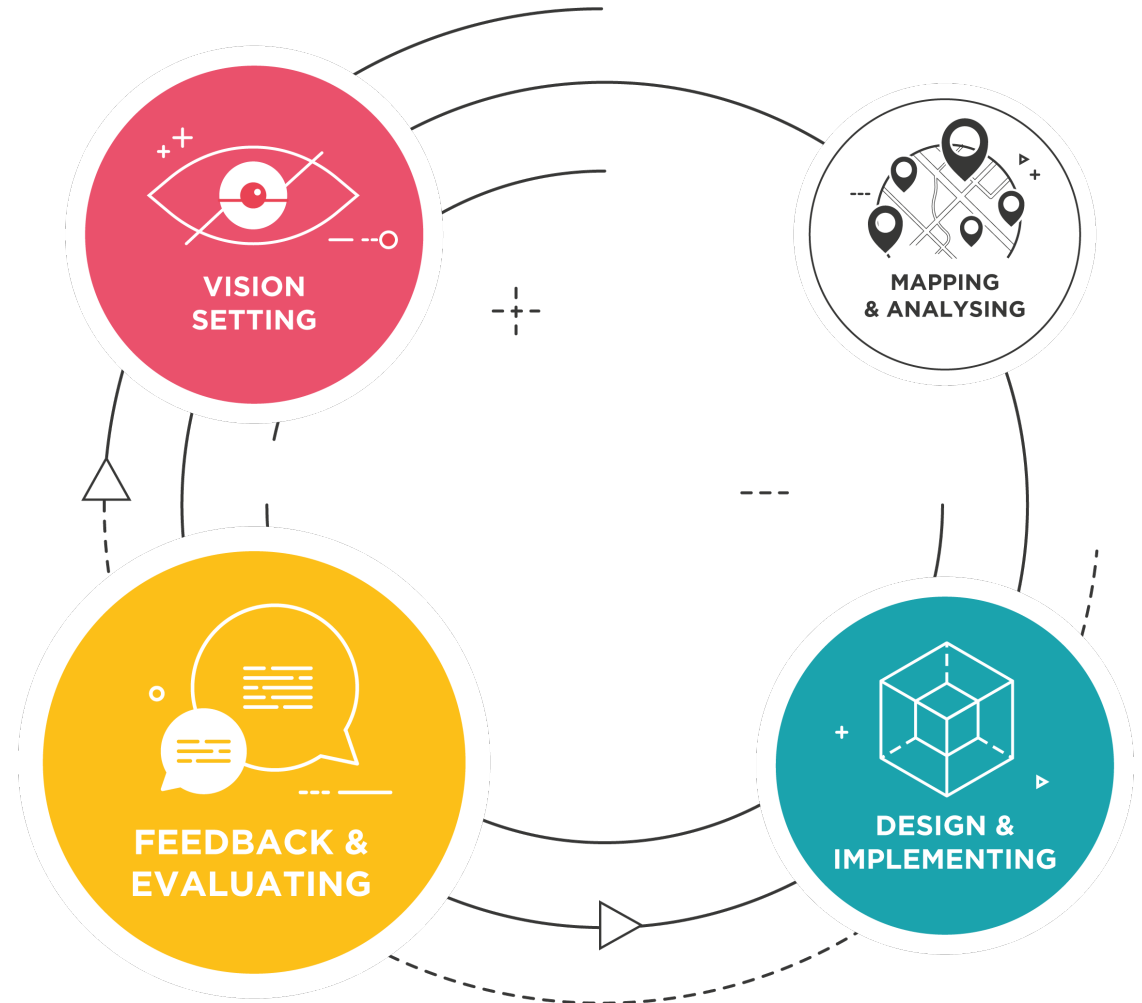 VISION
SETTING
MAPPING
& ANALYSING
FEEDBACK &
EVALUATING
DESIGN &
IMPLEMENTING